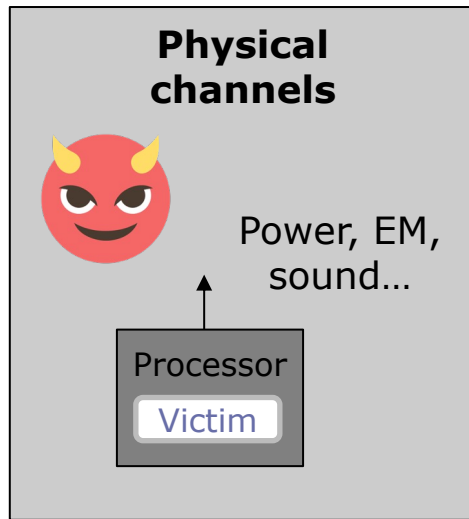 Physical
channels
Power, EM,
sound…
Processor
Victim